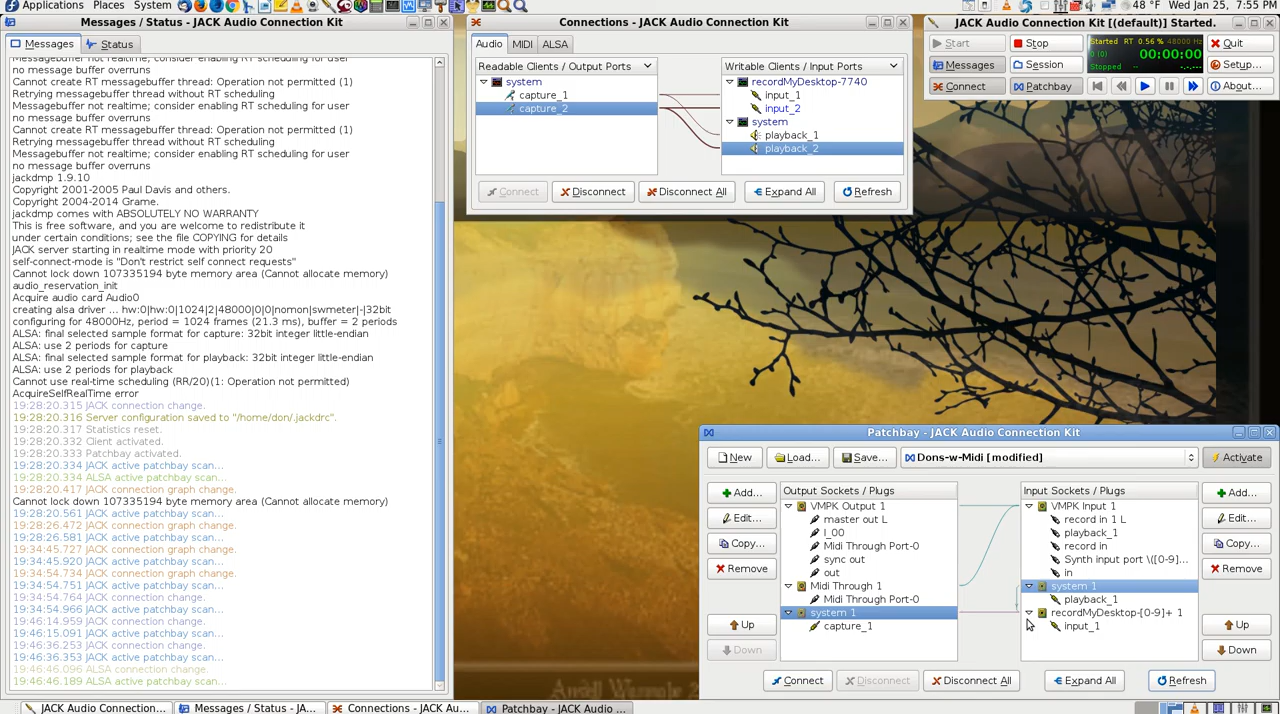 Applications Places System
48 °F Wed Jan 25, 7:55 PM
Messages / Status - JACK Audio Connection Kit
Messages
Status
Messagebuffer not realtime; consider enabling RT scheduling for user
no message buffer overruns
Cannot create RT messagebuffer thread: Operation not permitted (1)
Retrying messagebuffer thread without RT scheduling
Messagebuffer not realtime; consider enabling RT scheduling for user
no message buffer overruns
Cannot create RT messagebuffer thread: Operation not permitted (1)
Retrying messagebuffer thread without RT scheduling
Messagebuffer not realtime; consider enabling RT scheduling for user
no message buffer overruns
jackdmp 1.9.10
Copyright 2001-2005 Paul Davis and others.
Copyright 2004-2014 Grame.
jackdmp comes with ABSOLUTELY NO WARRANTY
This is free software, and you are welcome to redistribute it
under certain conditions; see the file COPYING for details
JACK server starting in realtime mode with priority 20
self-connect-mode is "Don't restrict self connect requests"
Cannot lock down 107335194 byte memory area (Cannot allocate memory)
audio_reservation_init
Acquire audio card Audio0
creating alsa driver ... hw:0|hw:0|1024|2|48000|0|0|nomon|swmeter|-|32bit
configuring for 48000Hz, period = 1024 frames (21.3 ms), buffer = 2 periods
ALSA: final selected sample format for capture: 32bit integer little-endian
ALSA: use 2 periods for capture
ALSA: final selected sample format for playback: 32bit integer little-endian
ALSA: use 2 periods for playback
Cannot use real-time scheduling (RR/20)(1: Operation not permitted)
AcquireSelfRealTime error
19:28:20.315 JACK connection change.
19:28:20.316 Server configuration saved to "/home/don/.jackdrc".
19:28:20.317 Statistics reset.
19:28:20.332 Client activated.
19:28:20.333 Patchbay activated.
19:28:20.334 JACK active patchbay scan...
19:28:20.334 ALSA active patchbay scan...
19:28:20.417 JACK connection graph change.
Cannot lock down 107335194 byte memory area (Cannot allocate memory)
19:28:20.561 JACK active patchbay scan...
19:28:26.472 JACK connection graph change.
19:28:26.581 JACK active patchbay scan...
19:34:45.727 JACK connection graph change.
19:34:45.920 JACK active patchbay scan...
19:34:54.734 JACK connection graph change.
19:34:54.751 JACK active patchbay scan...
19:34:54.764 JACK connection change.
19:34:54.966 JACK active patchbay scan...
19:46:14.959 JACK connection change.
19:46:15.091 JACK active patchbay scan...
19:46:36.253 JACK connection change.
19:46:36.353 JACK active patchbay scan...
19:46:46.096 ALSA connection change.
19:46:46.189 ALSA active patchbay scan...
Connections - JACK Audio Connection Kit
Audio MIDI ALSA
Readable Clients / Output Ports
system
capture_1
capture_2
Writable Clients / Input Ports
recordMyDesktop-7740
input_1
input_2
system
playback_1
playback_2
Connect Disconnect Disconnect All Expand All Refresh
JACK Audio Connection Kit [(default)] Started.
Start Stop
Started RT 0.56 % 48000 Hz
0 (0) 00:00:00
Stopped -- -.-.---
Quit
Messages Session Setup...
Connect Patchbay About...
Patchbay - JACK Audio Connection Kit
New Load... Save... Dons-w-Midi [modified] Activate
Add...
Edit...
Copy...
Remove
Up
Down
Output Sockets / Plugs
VMPK Output 1
master out L
l_00
Midi Through Port-0
sync out
out
Midi Through 1
Midi Through Port-0
system 1
capture_1
Input Sockets / Plugs
VMPK Input 1
record in 1 L
playback_1
record in
Synth input port \([0-9]...
in
system 1
playback_1
recordMyDesktop-[0-9]+ 1
input_1
Add...
Edit...
Copy...
Remove
Up
Down
Connect Disconnect Disconnect All Expand All Refresh
JACK Audio Connection... Messages / Status - JA... Connections - JACK Au... Patchbay - JACK Audio ...